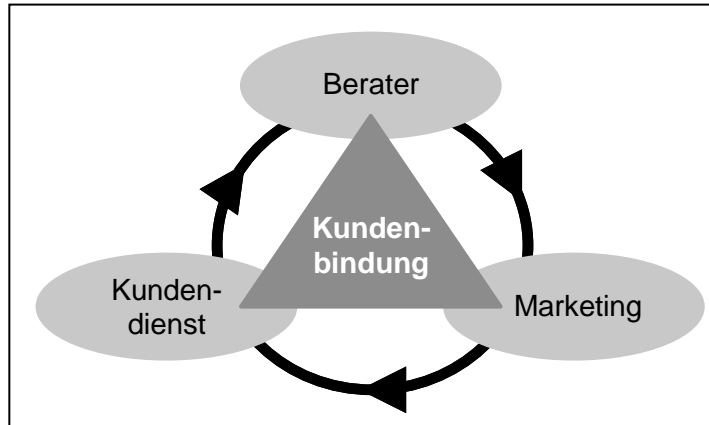 Berater
Kunden-
bindung
Kunden-
dienst
Marketing